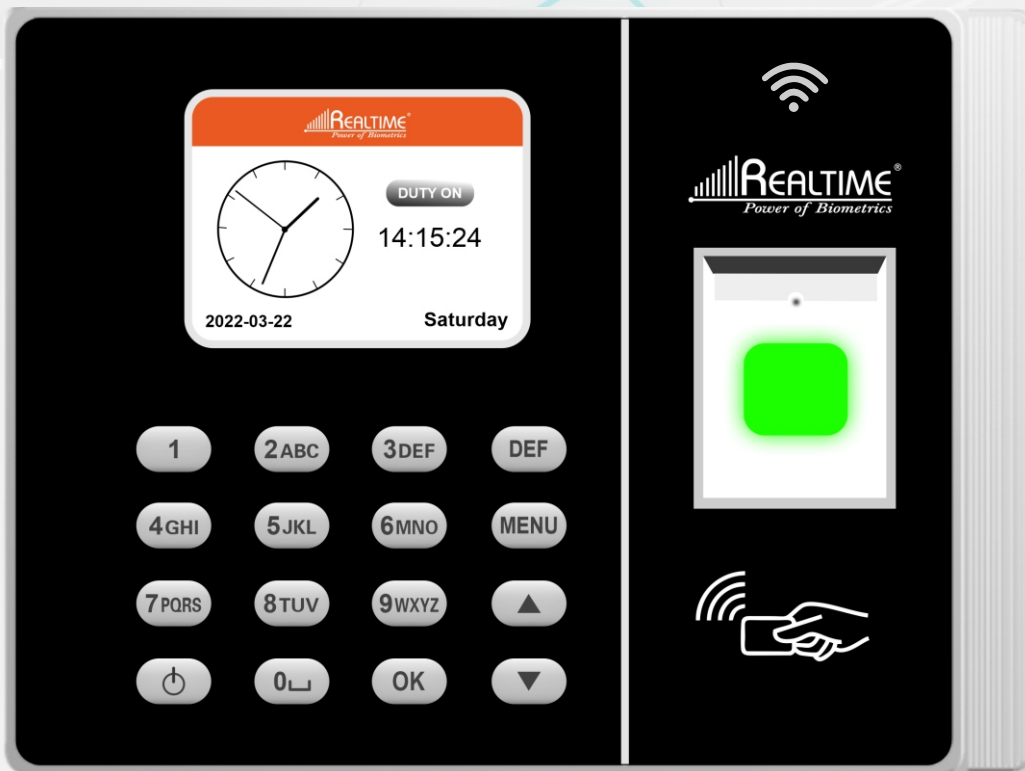 REALTIME®
Power of Biometrics
DUTY ON
14:15:24
2022-03-22 Saturday
REALTIME®
Power of Biometrics
1 2ABC 3DEF DEF
4GHI 5JKL 6MNO MENU
7PQRS 8TUV 9WXYZ ▲
0 OK ▼